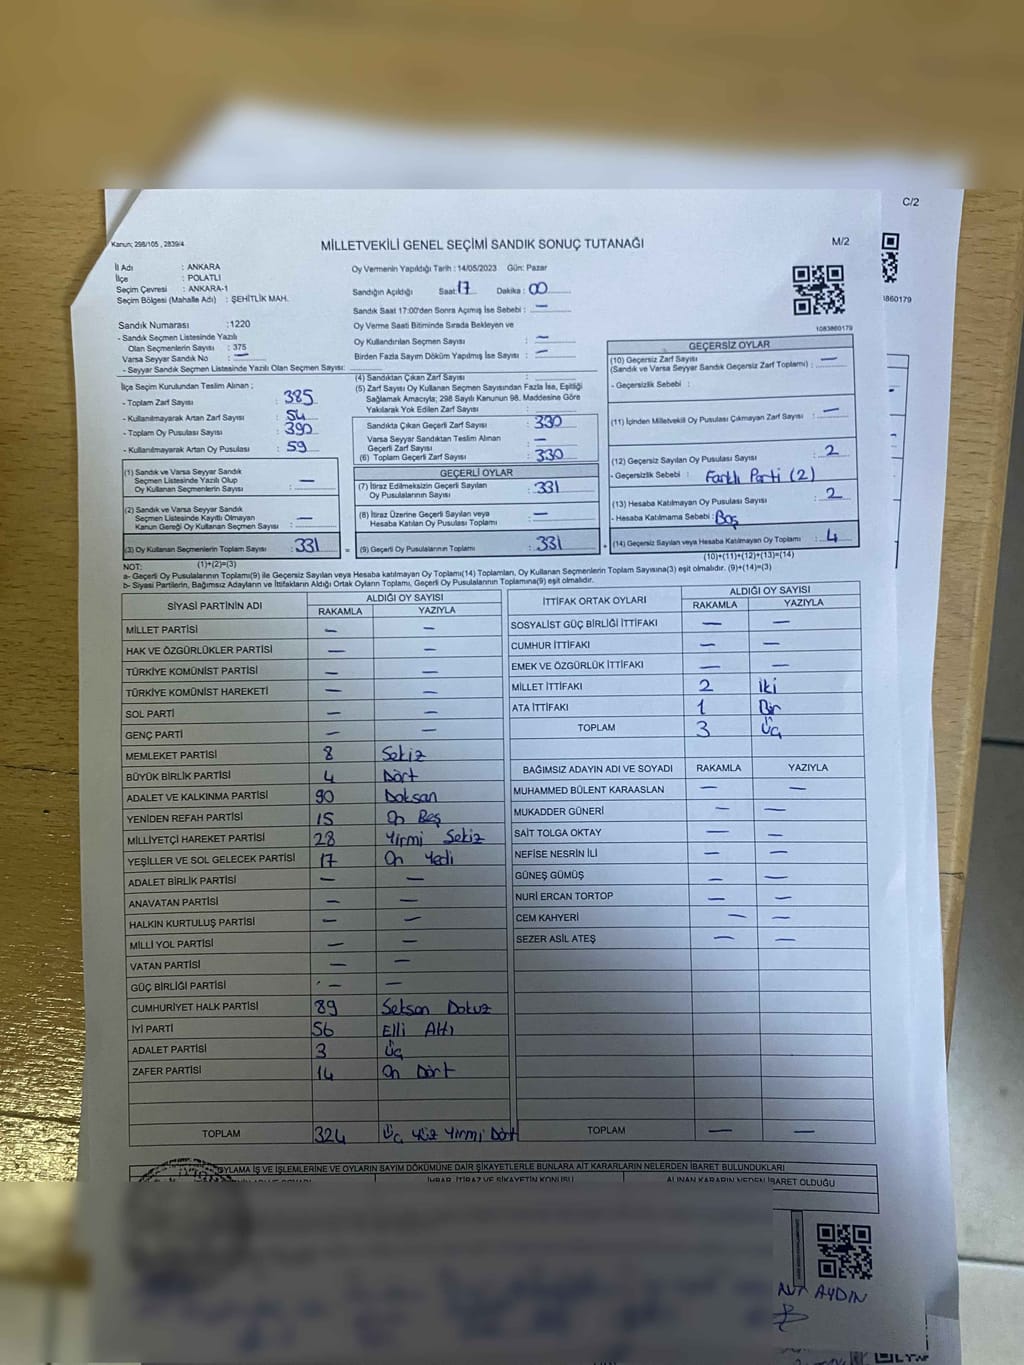 C/2
Kanun; 298/105 , 2839/4
MİLLETVEKİLİ GENEL SEÇİMİ SANDIK SONUÇ TUTANAĞI
M/2
İl Adı : ANKARA
İlçe : POLATLI
Seçim Çevresi : ANKARA-1
Seçim Bölgesi (Mahalle Adı) : ŞEHİTLİK MAH.
Oy Vermenin Yapıldığı Tarih : 14/05/2023 Gün: Pazar
Sandığın Açıldığı Saat: 17 Dakika : 00
Sandık Saat 17:00'den Sonra Açımış İse Sebebi : —
Oy Verme Saati Bitiminde Sırada Bekleyen ve
Oy Kullandırılan Seçmen Sayısı : —
Birden Fazla Sayım Döküm Yapılmış İse Sayısı : —
1083860179
Sandık Numarası :1220
- Sandık Seçmen Listesinde Yazılı
Olan Seçmenlerin Sayısı : 375
Varsa Seyyar Sandık No : —
- Seyyar Sandık Seçmen Listesinde Yazılı Olan Seçmen Sayısı:
İlçe Seçim Kurulundan Teslim Alınan ;
- Toplam Zarf Sayısı : 385
- Kullanılmayarak Artan Zarf Sayısı : 54
- Toplam Oy Pusulası Sayısı : 390
- Kullanılmayarak Artan Oy Pusulası : 59
(1) Sandık ve Varsa Seyyar Sandık
Seçmen Listesinde Yazılı Olup
Oy Kullanan Seçmenlerin Sayısı : —
(2) Sandık ve Varsa Seyyar Sandık
Seçmen Listesinde Kayıtlı Olmayan
Kanun Gereği Oy Kullanan Seçmen Sayısı : —
(3) Oy Kullanan Seçmenlerin Toplam Sayısı : 331
(1)+(2)=(3)
(4) Sandıktan Çıkan Zarf Sayısı :
(5) Zarf Sayısı Oy Kullanan Seçmen Sayısından Fazla İse, Eşitliği
Sağlamak Amacıyla; 298 Sayılı Kanunun 98. Maddesine Göre
Yakılarak Yok Edilen Zarf Sayısı :
Sandıkta Çıkan Geçerli Zarf Sayısı : 330
Varsa Seyyar Sandıktan Teslim Alınan
Geçerli Zarf Sayısı : —
(6) Toplam Geçerli Zarf Sayısı : 330
GEÇERLİ OYLAR
(7) İtiraz Edilmeksizin Geçerli Sayılan
Oy Pusulalarının Sayısı : 331
(8) İtiraz Üzerine Geçerli Sayılan veya
Hesaba Katılan Oy Pusulası Toplamı : —
= (9) Geçerli Oy Pusulalarının Toplamı : 331 +
GEÇERSİZ OYLAR
(10) Geçersiz Zarf Sayısı
(Sandık ve Varsa Seyyar Sandık Geçersiz Zarf Toplamı) : —
- Geçersizlik Sebebi :
(11) İçinden Milletvekili Oy Pusulası Çıkmayan Zarf Sayısı : —
(12) Geçersiz Sayılan Oy Pusulası Sayısı : 2
- Geçersizlik Sebebi : Farklı Parti (2)
(13) Hesaba Katılmayan Oy Pusulası Sayısı : 2
- Hesaba Katılmama Sebebi : Boş
(14) Geçersiz Sayılan veya Hesaba Katılmayan Oy Toplamı : 4
(10)+(11)+(12)+(13)=(14)
NOT:
a- Geçerli Oy Pusulalarının Toplamı(9) ile Geçersiz Sayılan veya Hesaba katılmayan Oy Toplamı(14) Toplamları, Oy Kullanan Seçmenlerin Toplam Sayısına(3) eşit olmalıdır. (9)+(14)=(3)
b- Siyasi Partilerin, Bağımsız Adayların ve İttifakların Aldığı Ortak Oyların Toplamı, Geçerli Oy Pusulalarının Toplamına(9) eşit olmalıdır.
SİYASİ PARTİNİN ADI ALDIĞI OY SAYISI
RAKAMLA YAZIYLA
MİLLET PARTİSİ — —
HAK VE ÖZGÜRLÜKLER PARTİSİ — —
TÜRKİYE KOMÜNİST PARTİSİ — —
TÜRKİYE KOMÜNİST HAREKETİ — —
SOL PARTİ — —
GENÇ PARTİ — —
MEMLEKET PARTİSİ 8 Sekiz
BÜYÜK BİRLİK PARTİSİ 4 Dört
ADALET VE KALKINMA PARTİSİ 90 Doksan
YENİDEN REFAH PARTİSİ 15 On Beş
MİLLİYETÇİ HAREKET PARTİSİ 28 Yirmi Sekiz
YEŞİLLER VE SOL GELECEK PARTİSİ 17 On Yedi
ADALET BİRLİK PARTİSİ — —
ANAVATAN PARTİSİ — —
HALKIN KURTULUŞ PARTİSİ — —
MİLLİ YOL PARTİSİ — —
VATAN PARTİSİ — —
GÜÇ BİRLİĞİ PARTİSİ — —
CUMHURİYET HALK PARTİSİ 89 Seksen Dokuz
İYİ PARTİ 56 Elli Altı
ADALET PARTİSİ 3 Üç
ZAFER PARTİSİ 14 On Dört
TOPLAM 324 Üç Yüz Yirmi Dört
İTTİFAK ORTAK OYLARI ALDIĞI OY SAYISI
RAKAMLA YAZIYLA
SOSYALİST GÜÇ BİRLİĞİ İTTİFAKI — —
CUMHUR İTTİFAKI — —
EMEK VE ÖZGÜRLÜK İTTİFAKI — —
MİLLET İTTİFAKI 2 İki
ATA İTTİFAKI 1 Bir
TOPLAM 3 Üç
BAĞIMSIZ ADAYIN ADI VE SOYADI RAKAMLA YAZIYLA
MUHAMMED BÜLENT KARAASLAN — —
MUKADDER GÜNERİ — —
SAİT TOLGA OKTAY — —
NEFİSE NESRİN İLİ — —
GÜNEŞ GÜMÜŞ — —
NURİ ERCAN TORTOP — —
CEM KAHYERİ — —
SEZER ASİL ATEŞ — —
TOPLAM — —
OYLAMA İŞ VE İŞLEMLERİNE VE OYLARIN SAYIM DÖKÜMÜNE DAİR ŞİKAYETLERLE BUNLARA AİT KARARLARIN NELERDEN İBARET BULUNDUKLARI
İHBAR, İTİRAZ VE ŞİKAYETİN KONUSU
ALINAN KARARIN NEDEN İBARET OLDUĞU
AYDIN